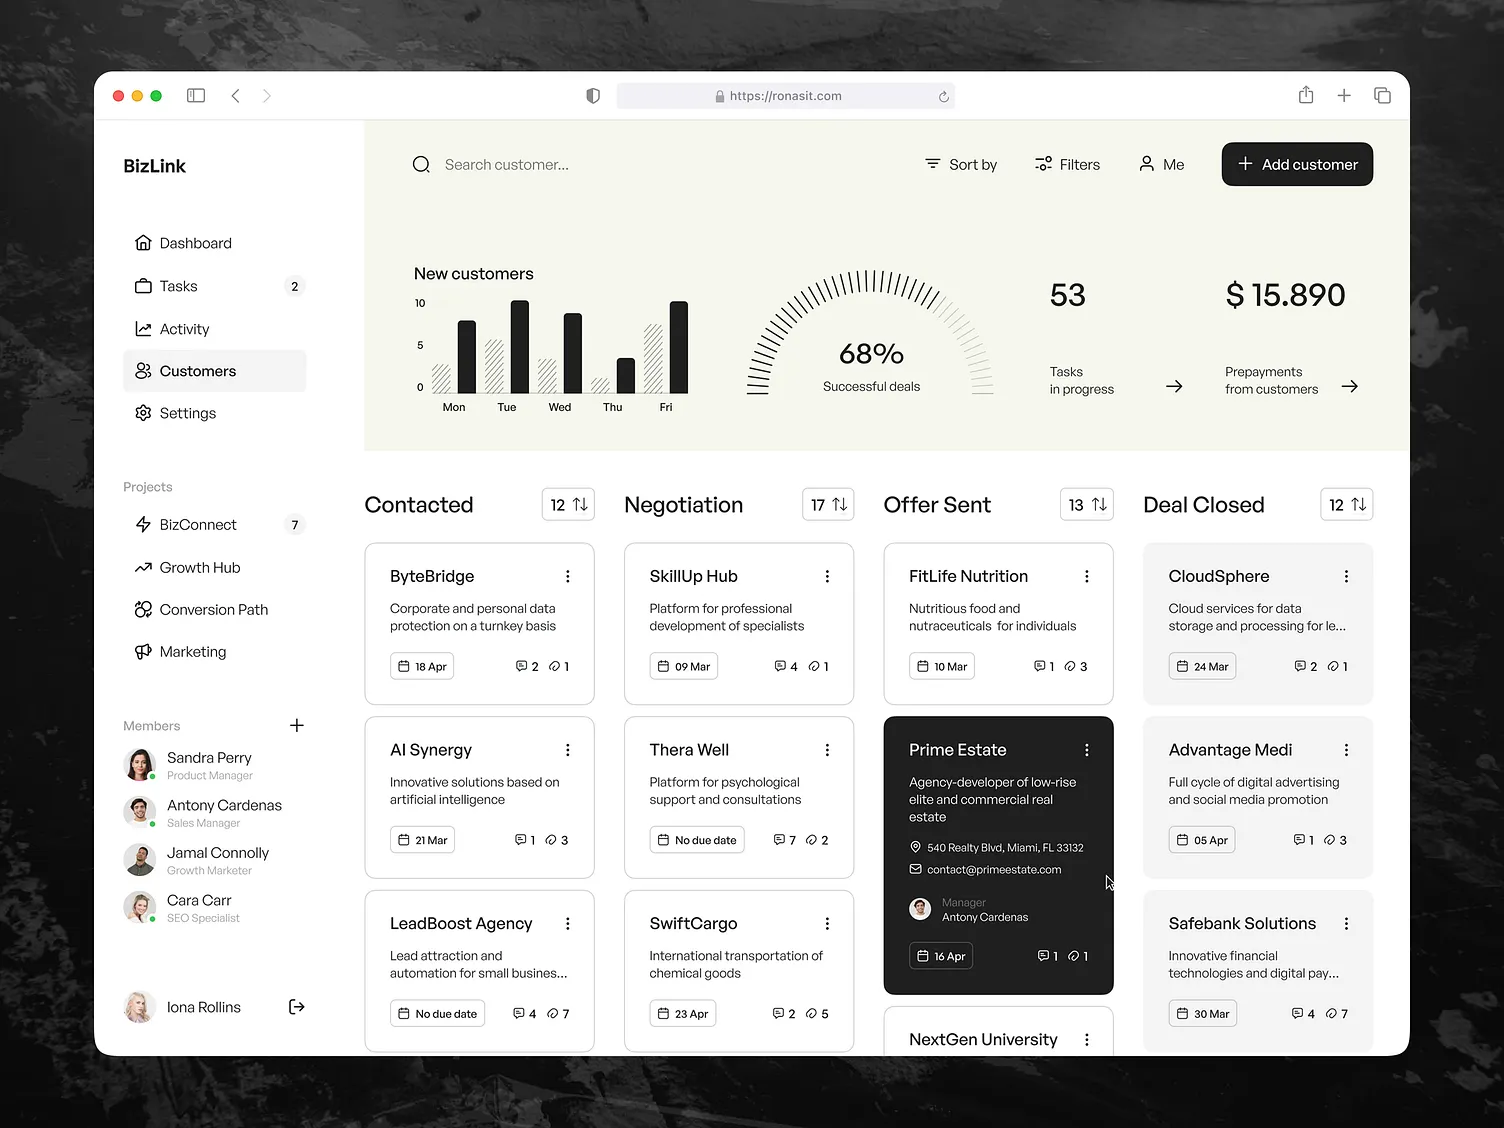 https://ronasit.com
BizLink
Dashboard
Tasks
2
Activity
Customers
Settings
Projects
BizConnect
7
Growth Hub
Conversion Path
Marketing
Members
Sandra Perry
Product Manager
Antony Cardenas
Sales Manager
Jamal Connolly
Growth Marketer
Cara Carr
SEO Specialist
Iona Rollins
Search customer...
Sort by
Filters
Me
Add customer
New customers
10
5
0
Mon
Tue
Wed
Thu
Fri
68%
Successful deals
53
Tasks
in progress
$ 15.890
Prepayments
from customers
Contacted
12
ByteBridge
Corporate and personal data
protection on a turnkey basis
18 Apr
2
1
AI Synergy
Innovative solutions based on
artificial intelligence
21 Mar
1
3
LeadBoost Agency
Lead attraction and
automation for small busines...
No due date
4
7
Negotiation
17
SkillUp Hub
Platform for professional
development of specialists
09 Mar
4
1
Thera Well
Platform for psychological
support and consultations
No due date
7
2
SwiftCargo
International transportation of
chemical goods
23 Apr
2
5
Offer Sent
13
FitLife Nutrition
Nutritious food and
nutraceuticals for individuals
10 Mar
1
3
Prime Estate
Agency-developer of low-rise
elite and commercial real
estate
540 Realty Blvd, Miami, FL 33132
contact@primeestate.com
Manager
Antony Cardenas
16 Apr
1
1
NextGen University
Deal Closed
12
CloudSphere
Cloud services for data
storage and processing for le...
24 Mar
2
1
Advantage Medi
Full cycle of digital advertising
and social media promotion
05 Apr
1
3
Safebank Solutions
Innovative financial
technologies and digital pay...
30 Mar
4
7